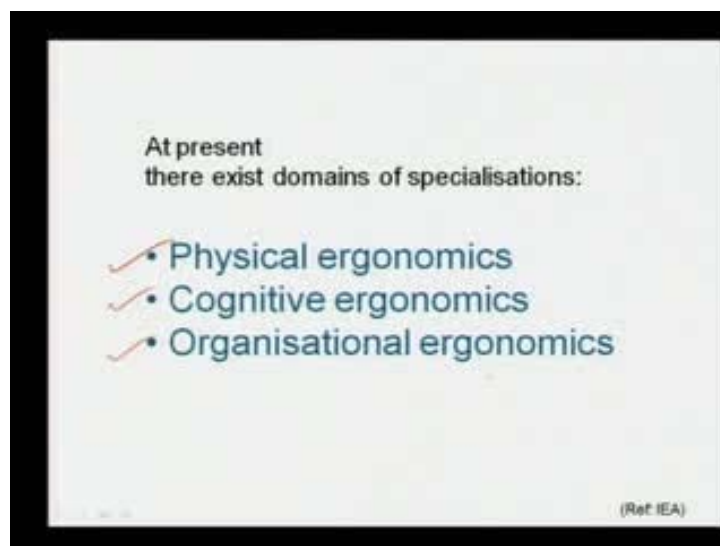 At present
there exist domains of specialisations:
• Physical ergonomics
• Cognitive ergonomics
• Organisational ergonomics
(Ref: IEA)